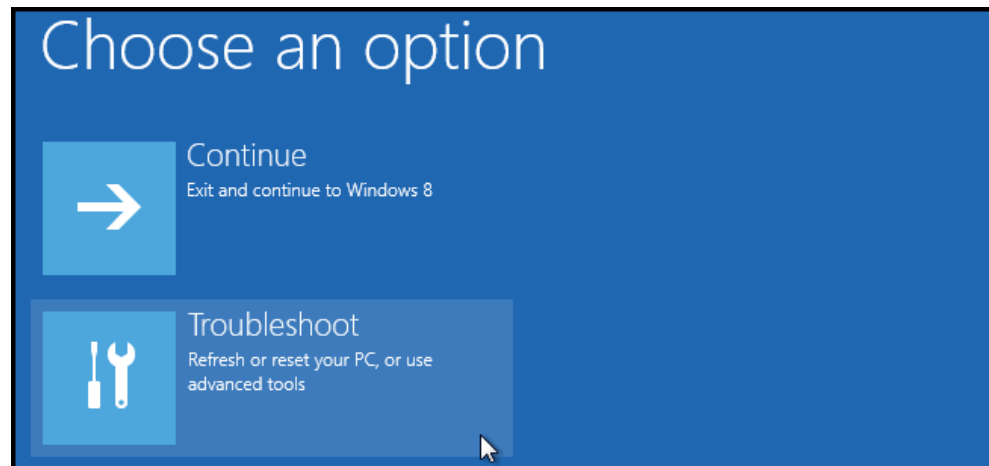 Choose an option
Continue
Exit and continue to Windows 8
Troubleshoot
Refresh or reset your PC, or use
advanced tools